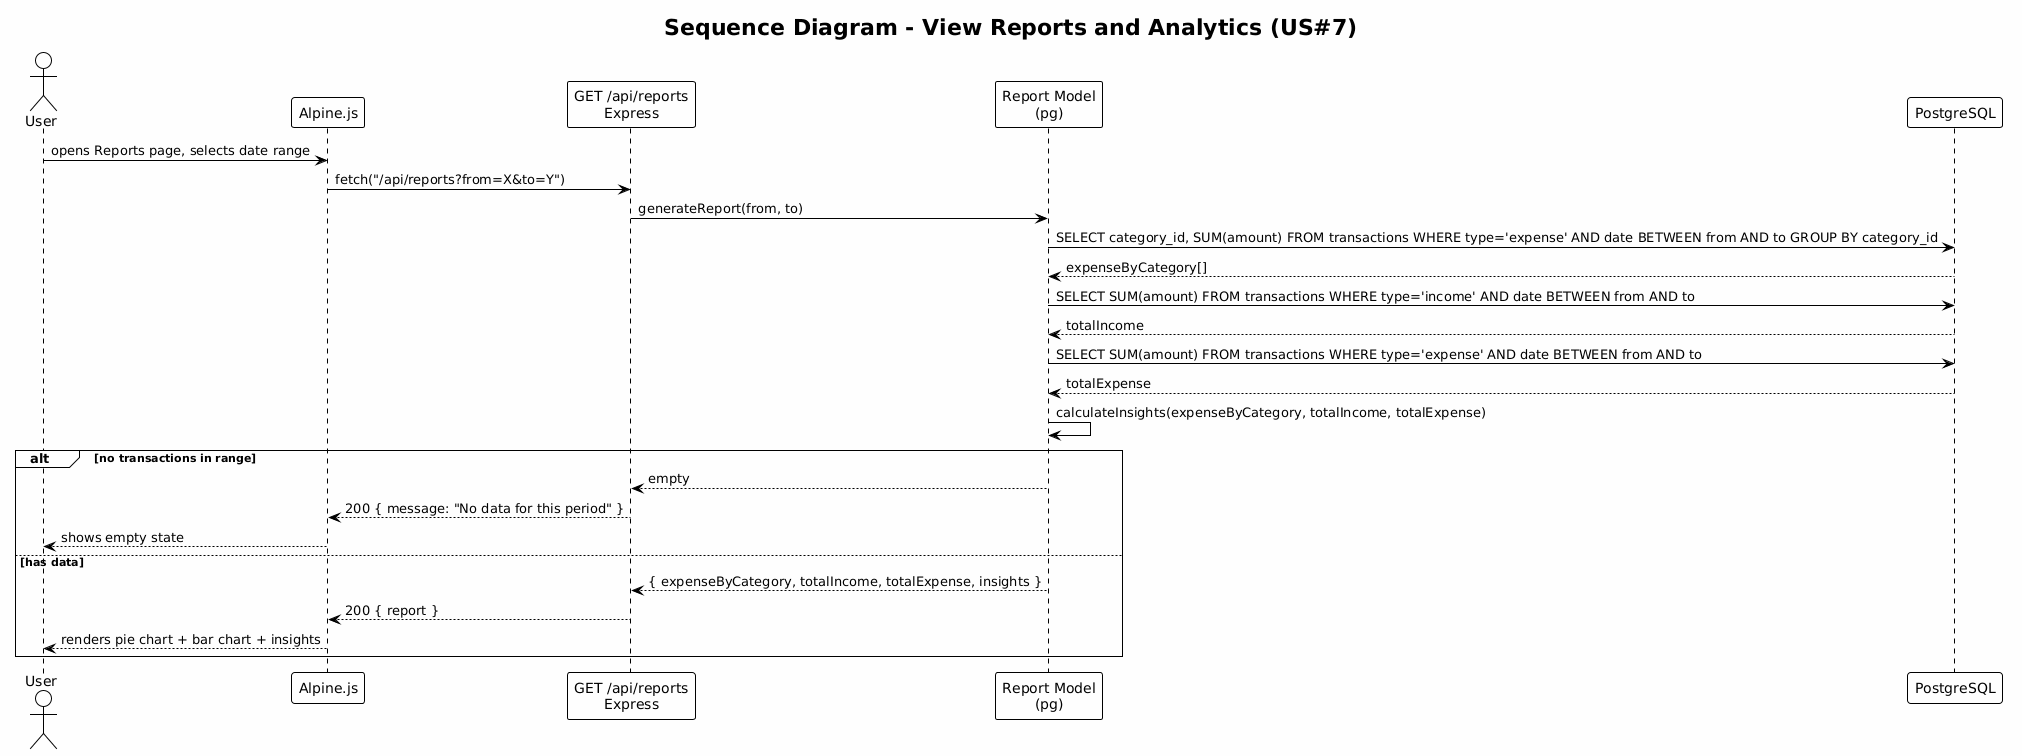 Sequence Diagram - View Reports and Analytics (US#7)
User
Alpine.js
GET /api/reports
Express
Report Model
(pg)
PostgreSQL
opens Reports page, selects date range
fetch("/api/reports?from=X&to=Y")
generateReport(from, to)
SELECT category_id, SUM(amount) FROM transactions WHERE type='expense' AND date BETWEEN from AND to GROUP BY category_id
expenseByCategory[]
SELECT SUM(amount) FROM transactions WHERE type='income' AND date BETWEEN from AND to
totalIncome
SELECT SUM(amount) FROM transactions WHERE type='expense' AND date BETWEEN from AND to
totalExpense
calculateInsights(expenseByCategory, totalIncome, totalExpense)
alt [no transactions in range]
empty
200 { message: "No data for this period" }
shows empty state
[has data]
{ expenseByCategory, totalIncome, totalExpense, insights }
200 { report }
renders pie chart + bar chart + insights
User
Alpine.js
GET /api/reports
Express
Report Model
(pg)
PostgreSQL